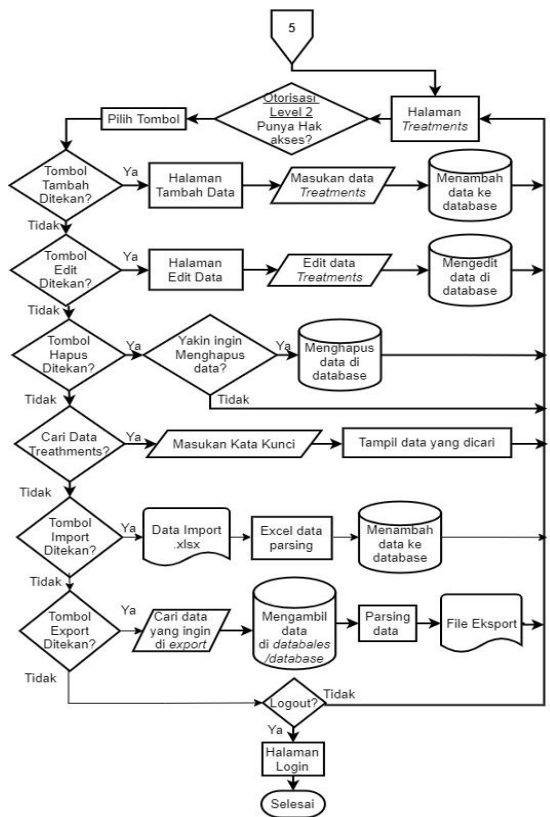 5
Otorisasi
Level 2
Punya Hak
akses?
Halaman
Treatments
Pilih Tombol
Tombol
Tambah
Ditekan?
Ya
Halaman
Tambah Data
Masukan data
Treatments
Menambah
data ke
database
Tidak
Tombol
Edit
Ditekan?
Ya
Halaman
Edit Data
Edit data
Treatments
Mengedit
data di
database
Tidak
Tombol
Hapus
Ditekan?
Ya
Yakin ingin
Menghapus
data?
Ya
Menghapus
data di
database
Tidak
Tidak
Cari Data
Treathments?
Ya
Masukan Kata Kunci
Tampil data yang dicari
Tidak
Tombol
Import
Ditekan?
Ya
Data Import
.xlsx
Excel data
parsing
Menambah
data ke
database
Tidak
Tombol
Export
Ditekan?
Ya
Cari data
yang ingin
di export
Mengambil
data
di databales
/database
Parsing
data
File Eksport
Tidak
Logout?
Tidak
Ya
Halaman
Login
Selesai